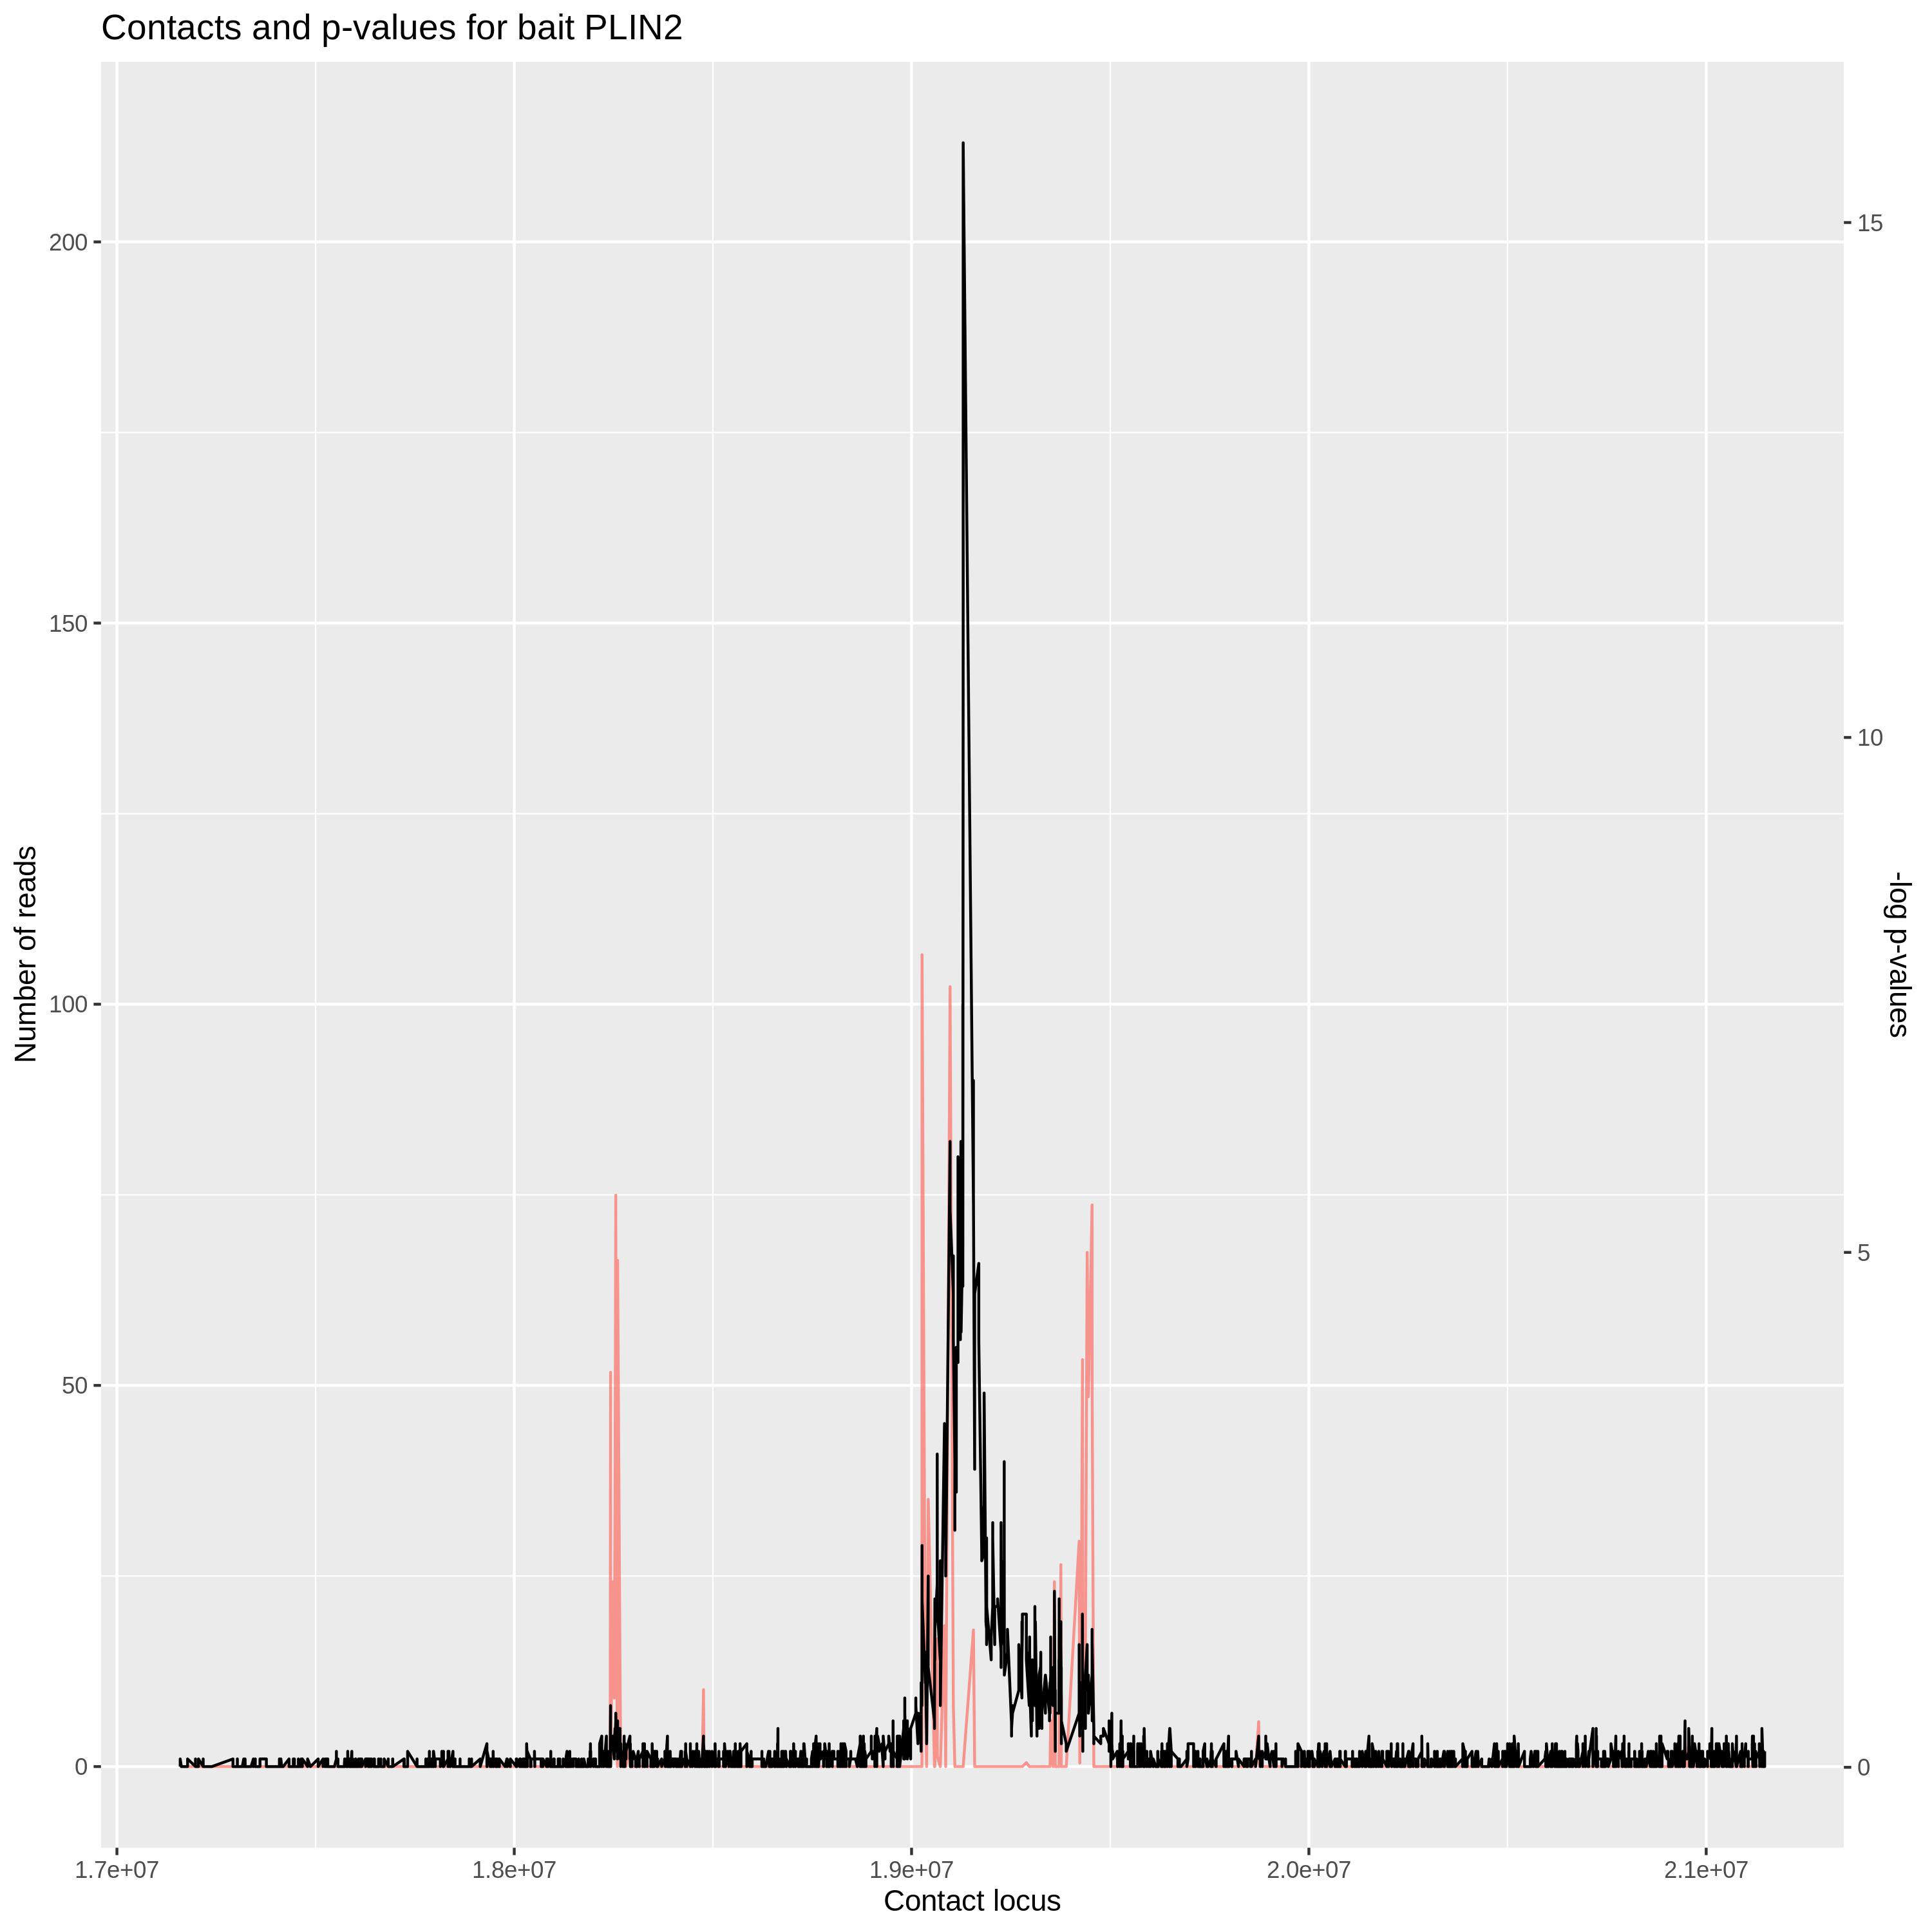 Contacts and p-values for bait PLIN2
Number of reads
200
150
100
50
0
15
10
5
0
-log p-values
1.7e+07
1.8e+07
1.9e+07
2.0e+07
2.1e+07
Contact locus